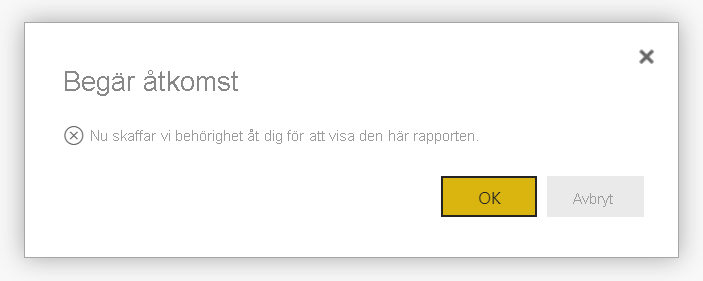 Begär åtkomst
Nu skaffar vi behörighet åt dig för att visa den här rapporten.
OK
Avbryt